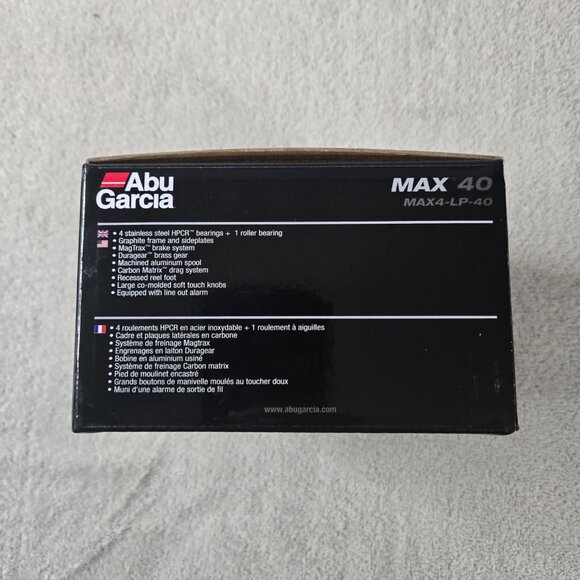 Abu
Garcia
MAX™ 40
MAX4-LP-40
• 4 stainless steel HPCR™ bearings + 1 roller bearing
• Graphite frame and sideplates
• MagTrax™ brake system
• Duragear™ brass gear
• Machined aluminum spool
• Carbon Matrix™ drag system
• Recessed reel foot
• Large co-molded soft touch knobs
• Equipped with line out alarm
• 4 roulements HPCR en acier inoxydable + 1 roulement à aiguilles
• Cadre et plaques latérales en carbone
• Système de freinage Magtrax
• Engrenages en laiton Duragear
• Bobine en aluminium usiné
• Système de freinage Carbon matrix
• Pied de moulinet encastré
• Grands boutons de manivelle moulés au toucher doux
• Muni d'une alarme de sortie de fil
www.abugarcia.com